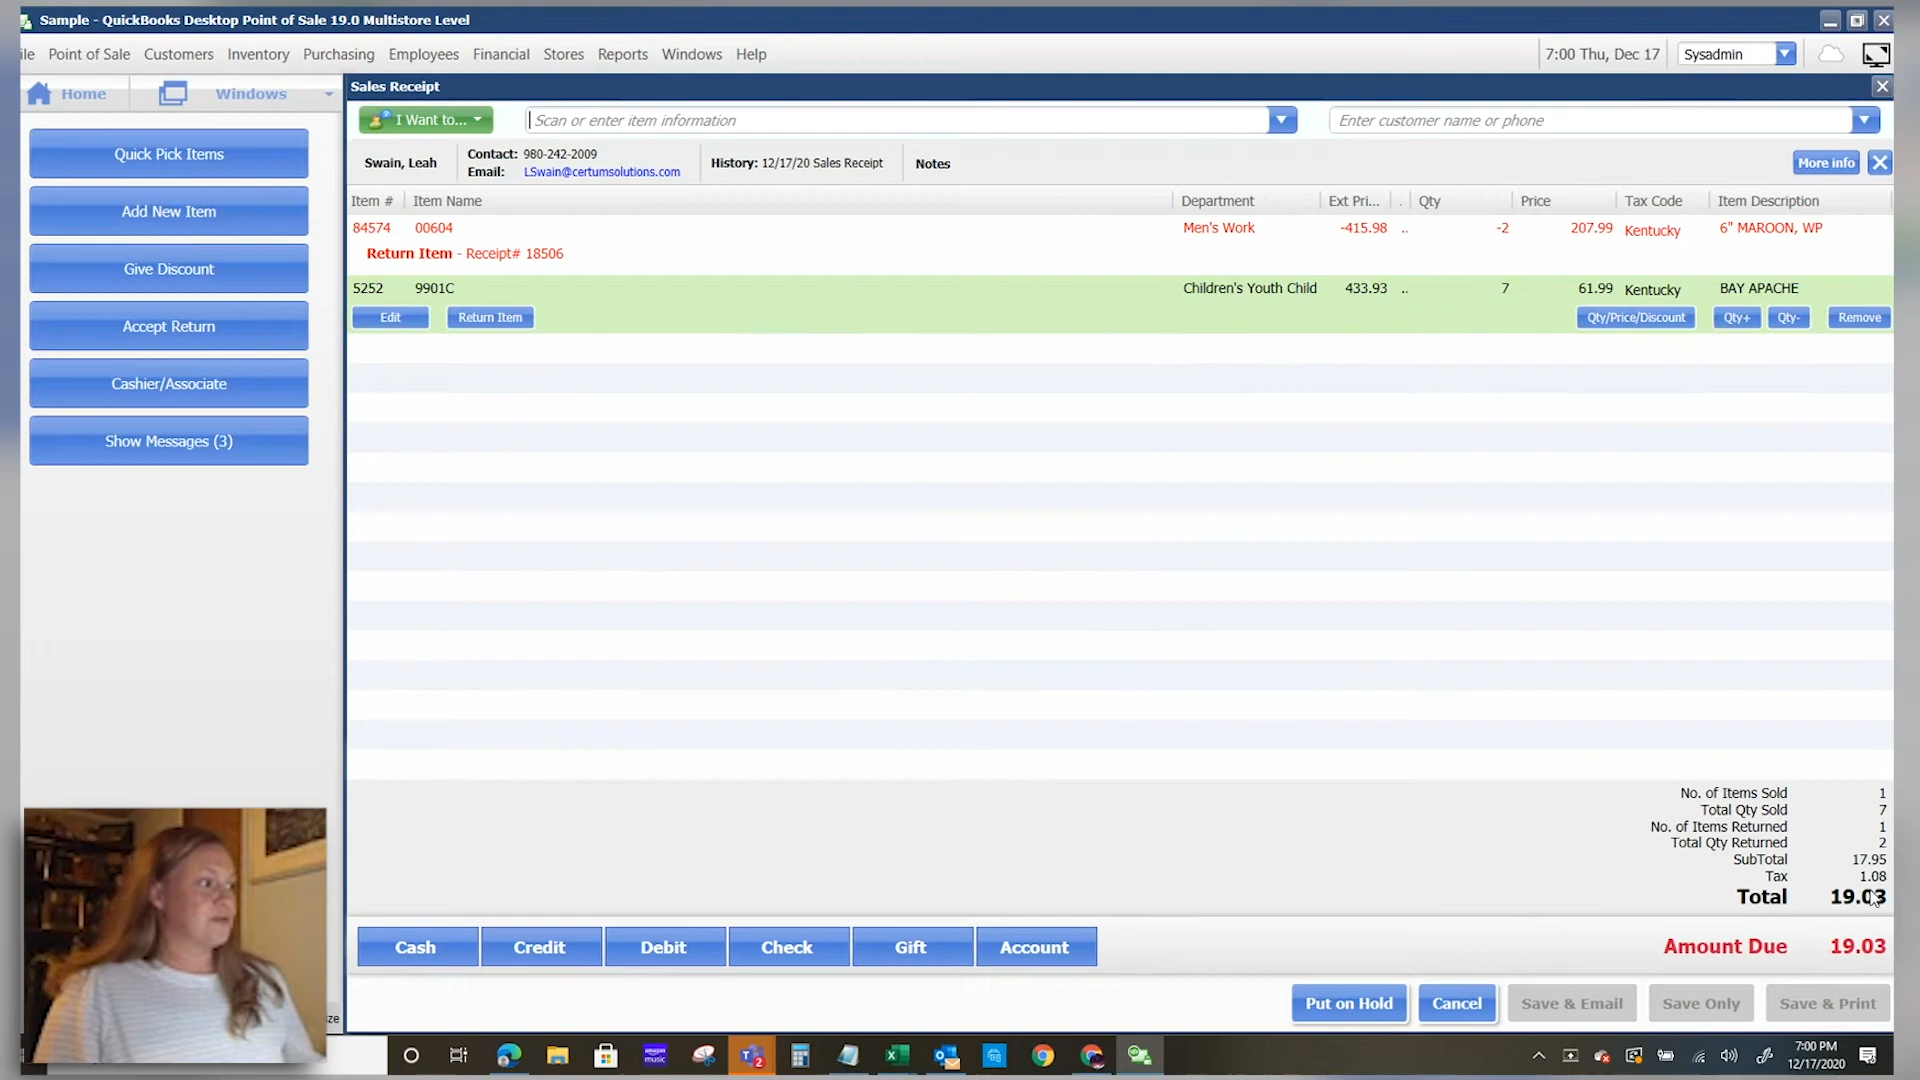 Sample - QuickBooks Desktop Point of Sale 19.0 Multistore Level
ile Point of Sale Customers Inventory Purchasing Employees Financial Stores Reports Windows Help 7:00 Thu, Dec 17 Sysadmin
Home Windows
Sales Receipt
I Want to... Scan or enter item information Enter customer name or phone
Swain, Leah Contact: 980-242-2009 History: 12/17/20 Sales Receipt Notes More info
Email: LSwain@certumsolutions.com
Quick Pick Items
Add New Item
Give Discount
Accept Return
Cashier/Associate
Show Messages (3)
Item # Item Name Department Ext Pri... . Qty Price Tax Code Item Description
84574 00604 Men's Work -415.98 .. -2 207.99 Kentucky 6" MAROON, WP
Return Item - Receipt# 18506
5252 9901C Children's Youth Child 433.93 .. 7 61.99 Kentucky BAY APACHE
Edit Return Item Qty/Price/Discount Qty+ Qty- Remove
No. of Items Sold 1
Total Qty Sold 7
No. of Items Returned 1
Total Qty Returned 2
SubTotal 17.95
Tax 1.08
Total 19.03
Cash Credit Debit Check Gift Account Amount Due 19.03
Put on Hold Cancel Save & Email Save Only Save & Print
ze
amazon music
T 2
7:00 PM
12/17/2020